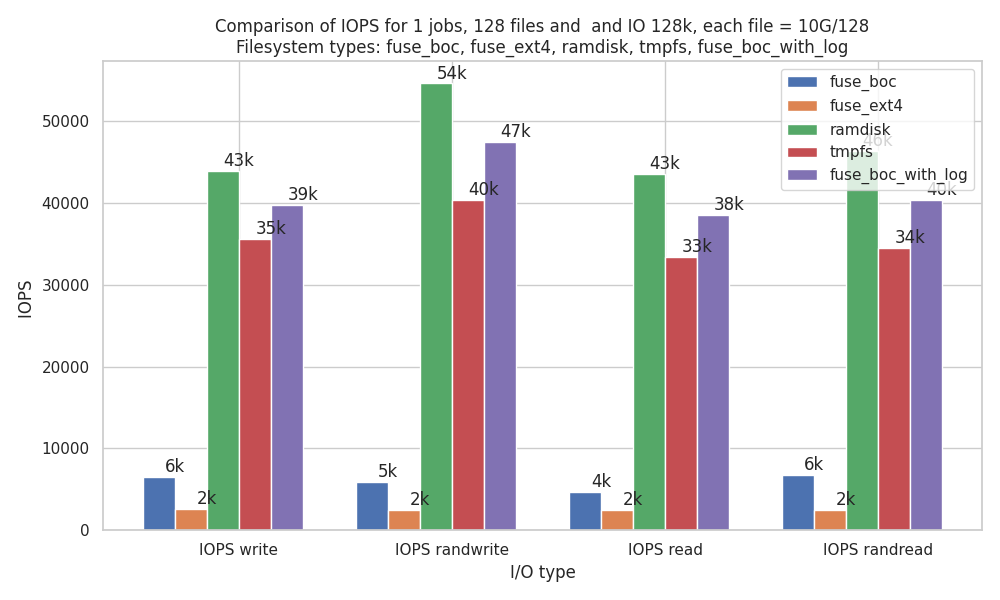 Comparison of IOPS for 1 jobs, 128 files and  and IO 128k, each file = 10G/128
Filesystem types: fuse_boc, fuse_ext4, ramdisk, tmpfs, fuse_boc_with_log
fuse_boc
fuse_ext4
ramdisk
tmpfs
fuse_boc_with_log
IOPS
50000
40000
30000
20000
10000
0
6k
2k
43k
35k
39k
5k
2k
54k
40k
47k
4k
2k
43k
33k
38k
6k
2k
46k
34k
40k
IOPS write
IOPS randwrite
IOPS read
IOPS randread
I/O type